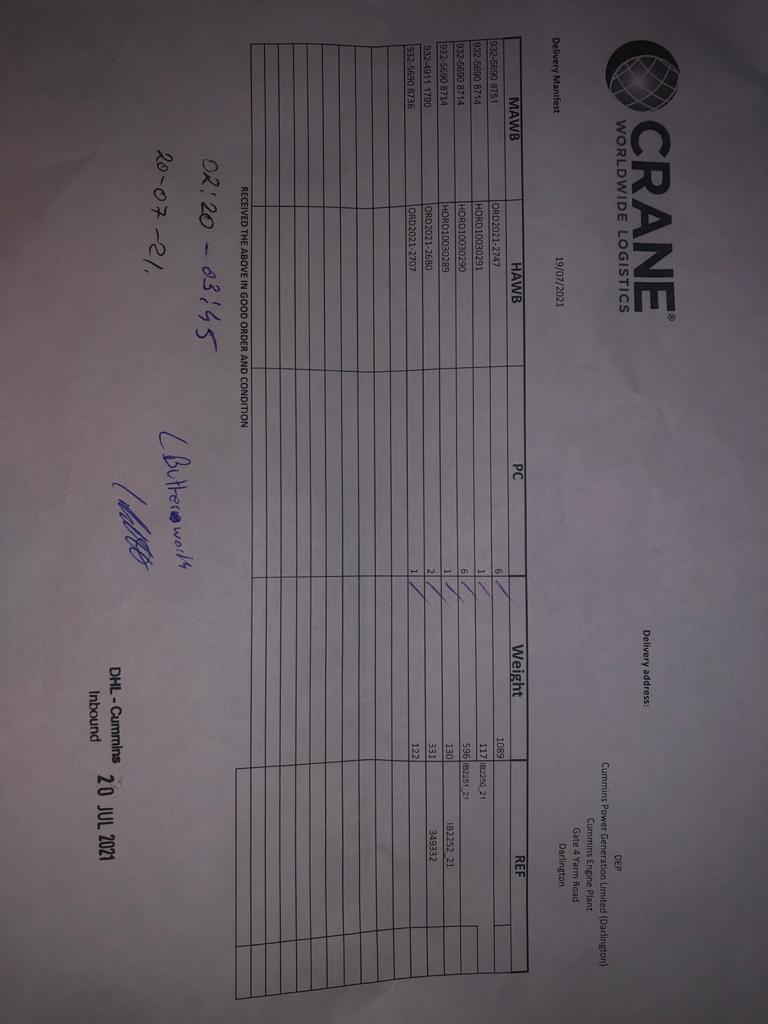 CRANE®
WORLDWIDE LOGISTICS
Delivery Manifest
19/07/2021
Delivery address:
DEP
Cummins Power Generation Limited (Darlington)
Cummins Engine Plant
Gate 4 Yarm Road
Darlington
MAWB HAWB PC Weight REF
932-5690 8751 ORD2021-2747 6 1089
932-5690 8714 HORD10030291 1 117 IB2250_21
932-5690 8714 HORD10030290 6 596 IB2251_21
932-5690 8714 HORD10030289 1 130 IB2252_21
932-4911 1790 ORD2021-2680 2 331 349332
932-5690 8736 ORD2021-2707 1 122
RECEIVED THE ABOVE IN GOOD ORDER AND CONDITION
02:20 - 03:45
20-07-21.
L Butterworth
DHL - Cummins
Inbound 20 JUL 2021